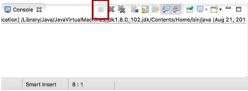 Console
ication] /Library/Java/JavaVirtualMachines/jdk1.8.0_102.jdk/Contents/Home/bin/java (Aug 21, 201
Smart Insert
8 : 1